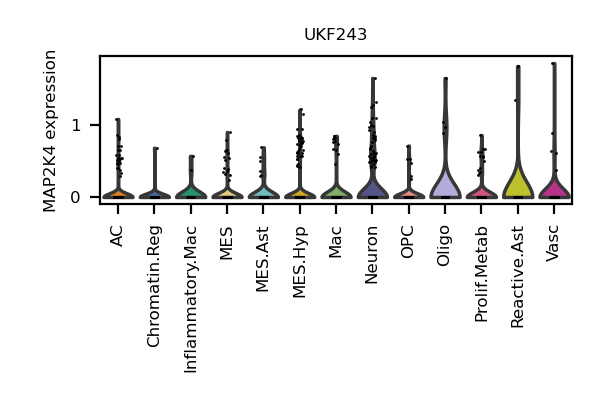 UKF243
MAP2K4 expression
1
0
AC
Chromatin.Reg
Inflammatory.Mac
MES
MES.Ast
MES.Hyp
Mac
Neuron
OPC
Oligo
Prolif.Metab
Reactive.Ast
Vasc